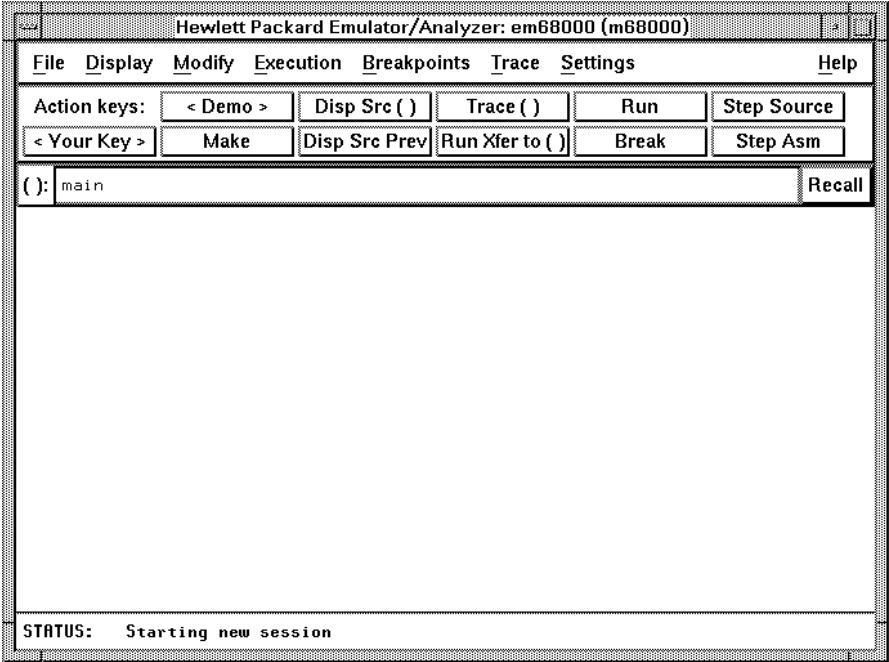 Hewlett Packard Emulator/Analyzer: em68000 (m68000)
File Display Modify Execution Breakpoints Trace Settings Help
Action keys: < Demo > Disp Src ( ) Trace ( ) Run Step Source
< Your Key > Make Disp Src Prev Run Xfer to ( ) Break Step Asm
( ): main Recall
STATUS: Starting new session